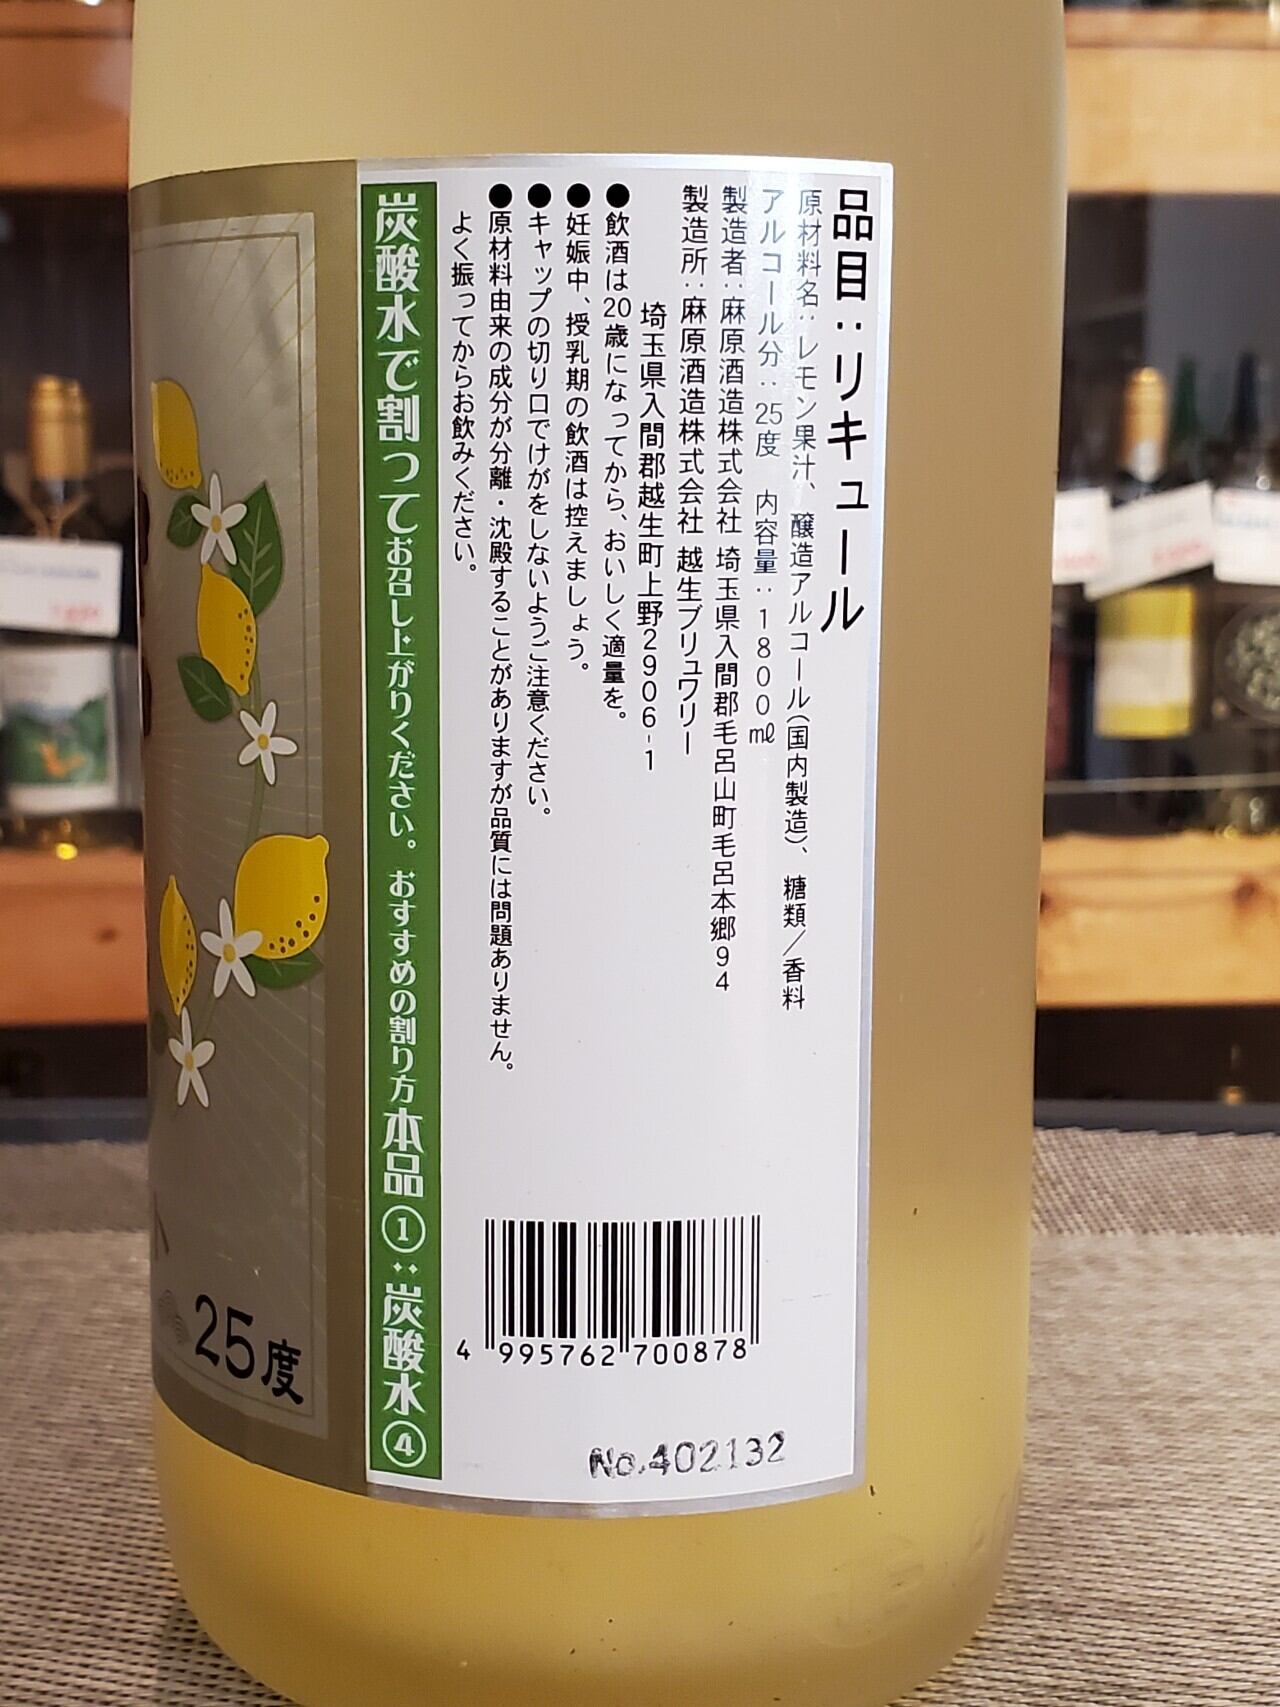 品目：リキュール
原材料名：レモン果汁、醸造アルコール(国内製造)、糖類／香料
アルコール分：25度 内容量：1800㎖
製造者：麻原酒造株式会社 埼玉県入間郡毛呂山町毛呂本郷94
製造所：麻原酒造株式会社 越生ブリュワリー
埼玉県入間郡越生町上野2906-1
●飲酒は20歳になってから、おいしく適量を。
●妊娠中、授乳期の飲酒は控えましょう。
●キャップの切り口でけがをしないようご注意ください。
●原材料由来の成分が分離・沈殿することがありますが品質には問題ありません。
よく振ってからお飲みください。
炭酸水で割ってお召し上がりください。おすすめの割り方本品①：炭酸水④
4 995762 700878
No.402132
25度